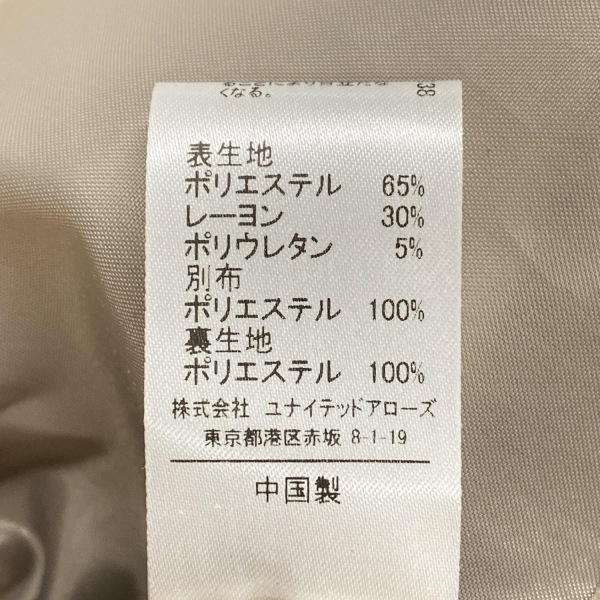 くなる。
38
表生地
ポリエステル 65%
レーヨン 30%
ポリウレタン 5%
別布
ポリエステル 100%
裏生地
ポリエステル 100%
株式会社 ユナイテッドアローズ
東京都港区赤坂 8-1-19
中国製